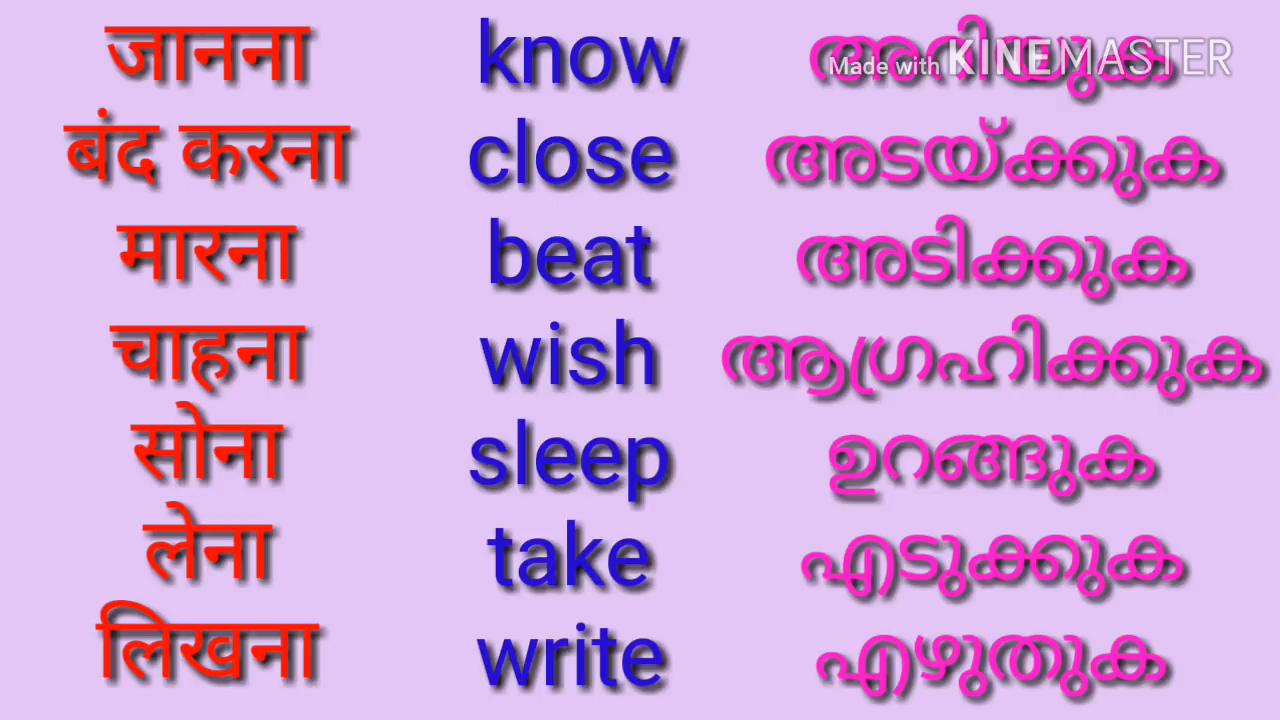 जानना know അറിയുക
Made with KINEMASTER
बंद करना close അടയ്ക്കുക
मारना beat അടിക്കുക
चाहना wish ആഗ്രഹിക്കുക
सोना sleep ഉറങ്ങുക
लेना take എടുക്കുക
लिखना write എഴുതുക